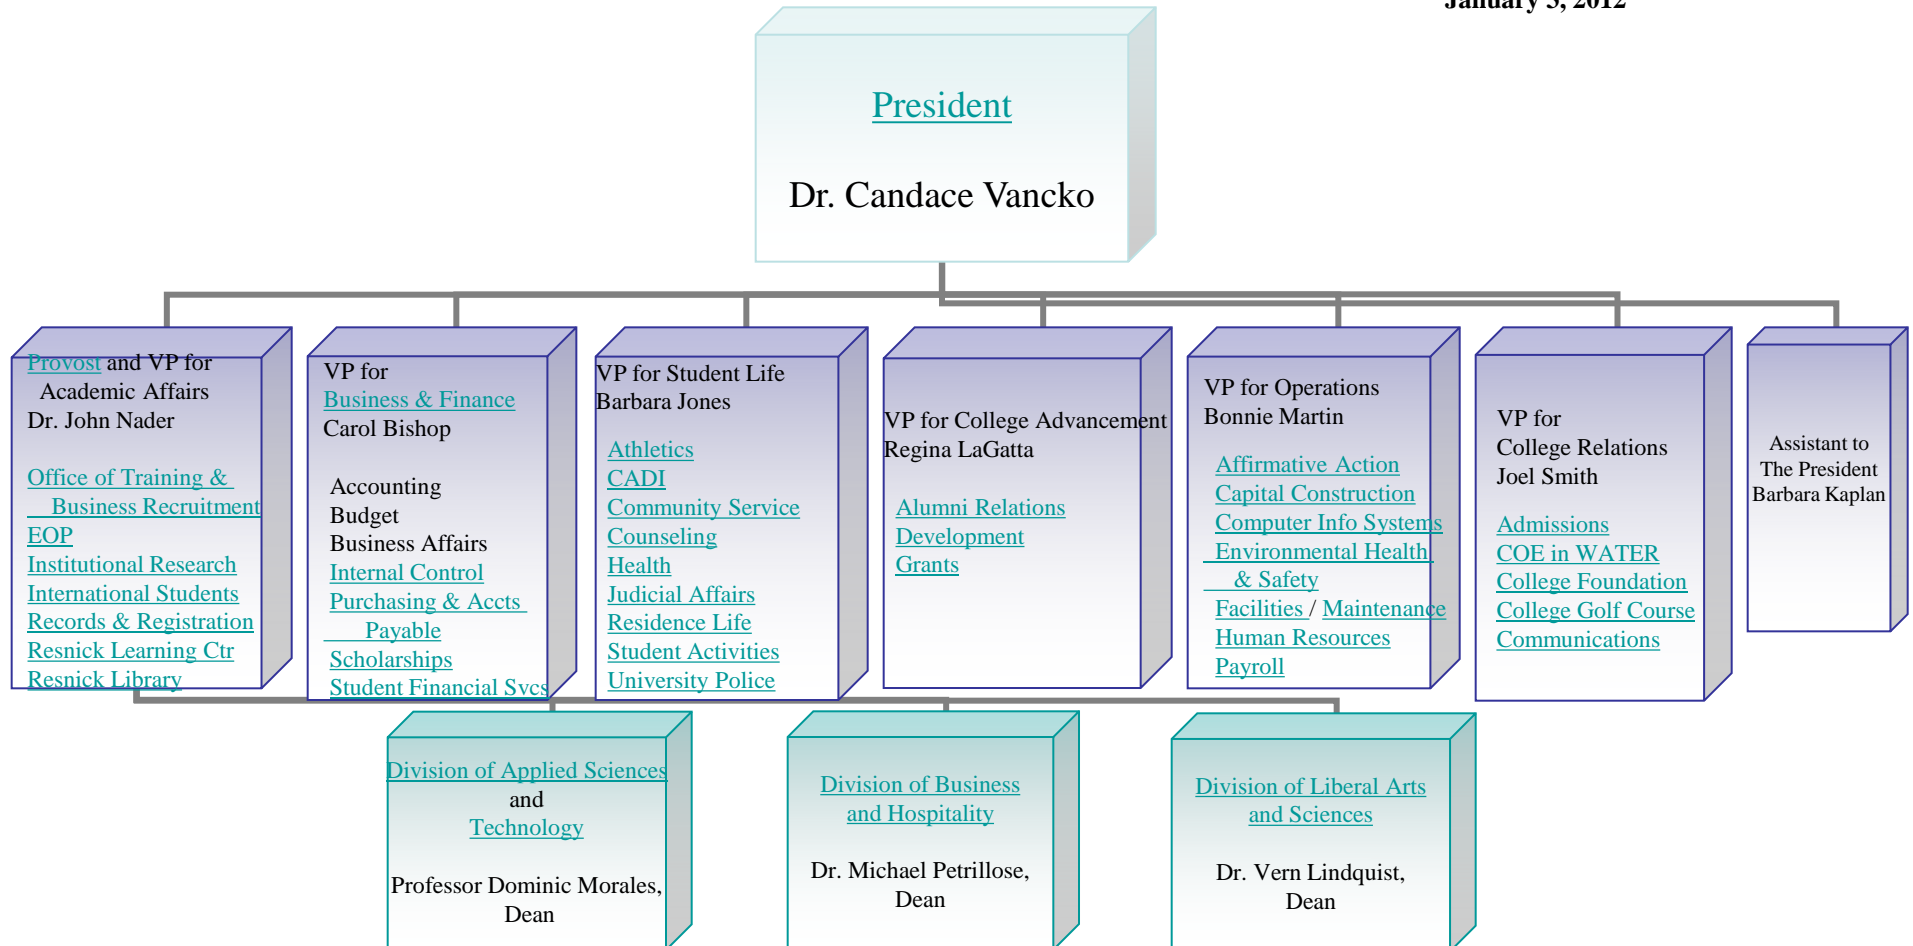 January 3, 2012
President
Dr. Candace Vancko
Provost and VP for
Academic Affairs
Dr. John Nader
Office of Training &
Business Recruitment
EOP
Institutional Research
International Students
Records & Registration
Resnick Learning Ctr
Resnick Library
VP for
Business & Finance
Carol Bishop
Accounting
Budget
Business Affairs
Internal Control
Purchasing & Accts
Payable
Scholarships
Student Financial Svcs
VP for Student Life
Barbara Jones
Athletics
CADI
Community Service
Counseling
Health
Judicial Affairs
Residence Life
Student Activities
University Police
VP for College Advancement
Regina LaGatta
Alumni Relations
Development
Grants
VP for Operations
Bonnie Martin
Affirmative Action
Capital Construction
Computer Info Systems
Environmental Health
& Safety
Facilities / Maintenance
Human Resources
Payroll
VP for
College Relations
Joel Smith
Admissions
COE in WATER
College Foundation
College Golf Course
Communications
Assistant to
The President
Barbara Kaplan
Division of Applied Sciences
and
Technology
Professor Dominic Morales,
Dean
Division of Business
and Hospitality
Dr. Michael Petrillose,
Dean
Division of Liberal Arts
and Sciences
Dr. Vern Lindquist,
Dean